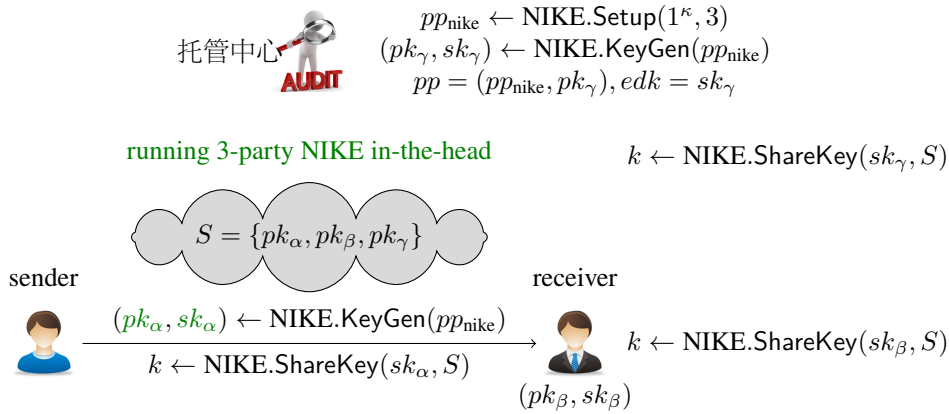 pp_nike ← NIKE.Setup(1^κ, 3)
托管中心
AUDIT
(pk_γ, sk_γ) ← NIKE.KeyGen(pp_nike)
pp = (pp_nike, pk_γ), edk = sk_γ
running 3-party NIKE in-the-head
k ← NIKE.ShareKey(sk_γ, S)
S = {pk_α, pk_β, pk_γ}
sender
receiver
(pk_α, sk_α) ← NIKE.KeyGen(pp_nike)
k ← NIKE.ShareKey(sk_α, S)
k ← NIKE.ShareKey(sk_β, S)
(pk_β, sk_β)